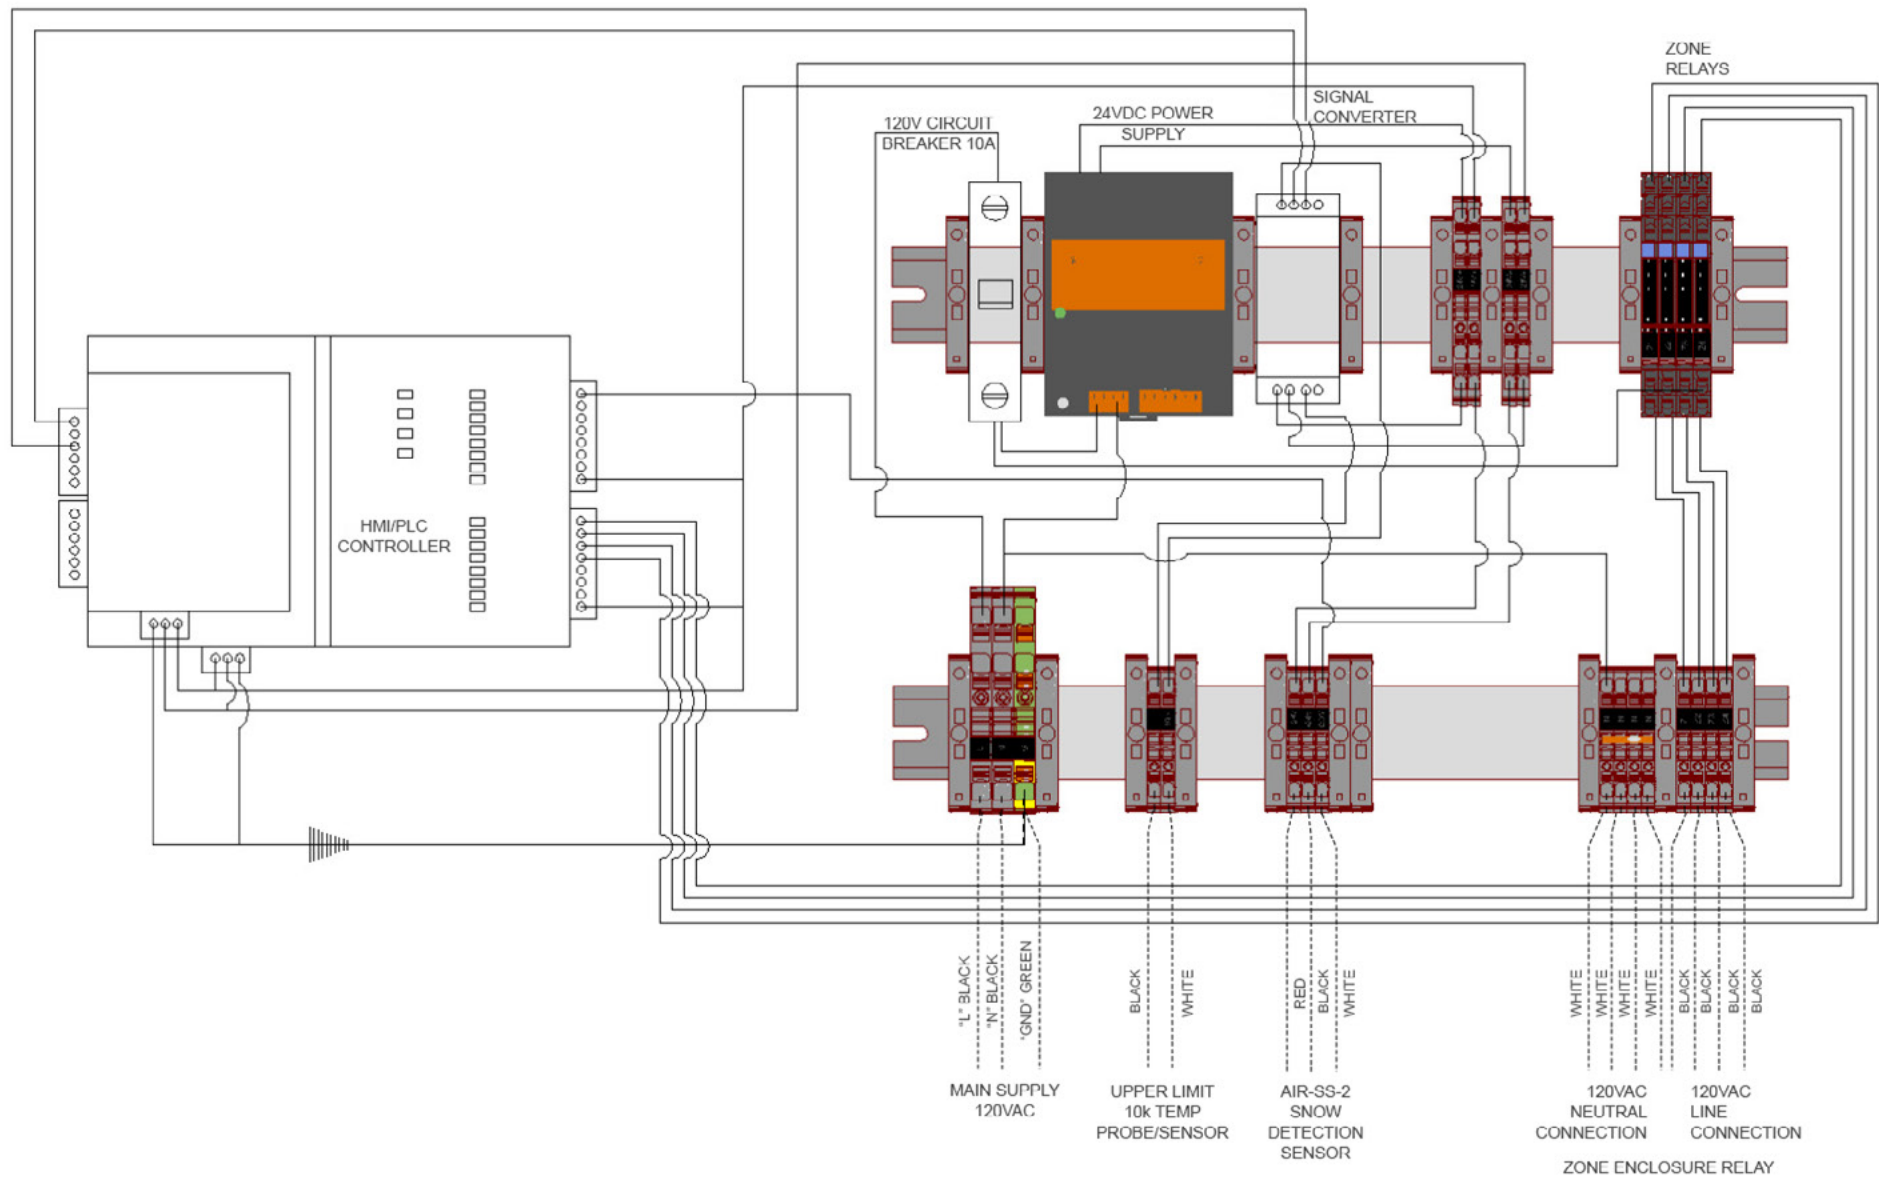 ZONE
RELAYS
SIGNAL
CONVERTER
24VDC POWER
SUPPLY
120V CIRCUIT
BREAKER 10A
HMI/PLC
CONTROLLER
"L" BLACK
"N" BLACK
"GND" GREEN
BLACK
WHITE
RED
BLACK
WHITE
WHITE
WHITE
WHITE
WHITE
BLACK
BLACK
BLACK
BLACK
MAIN SUPPLY
120VAC
UPPER LIMIT
10k TEMP
PROBE/SENSOR
AIR-SS-2
SNOW
DETECTION
SENSOR
120VAC
NEUTRAL
CONNECTION
120VAC
LINE
CONNECTION
ZONE ENCLOSURE RELAY